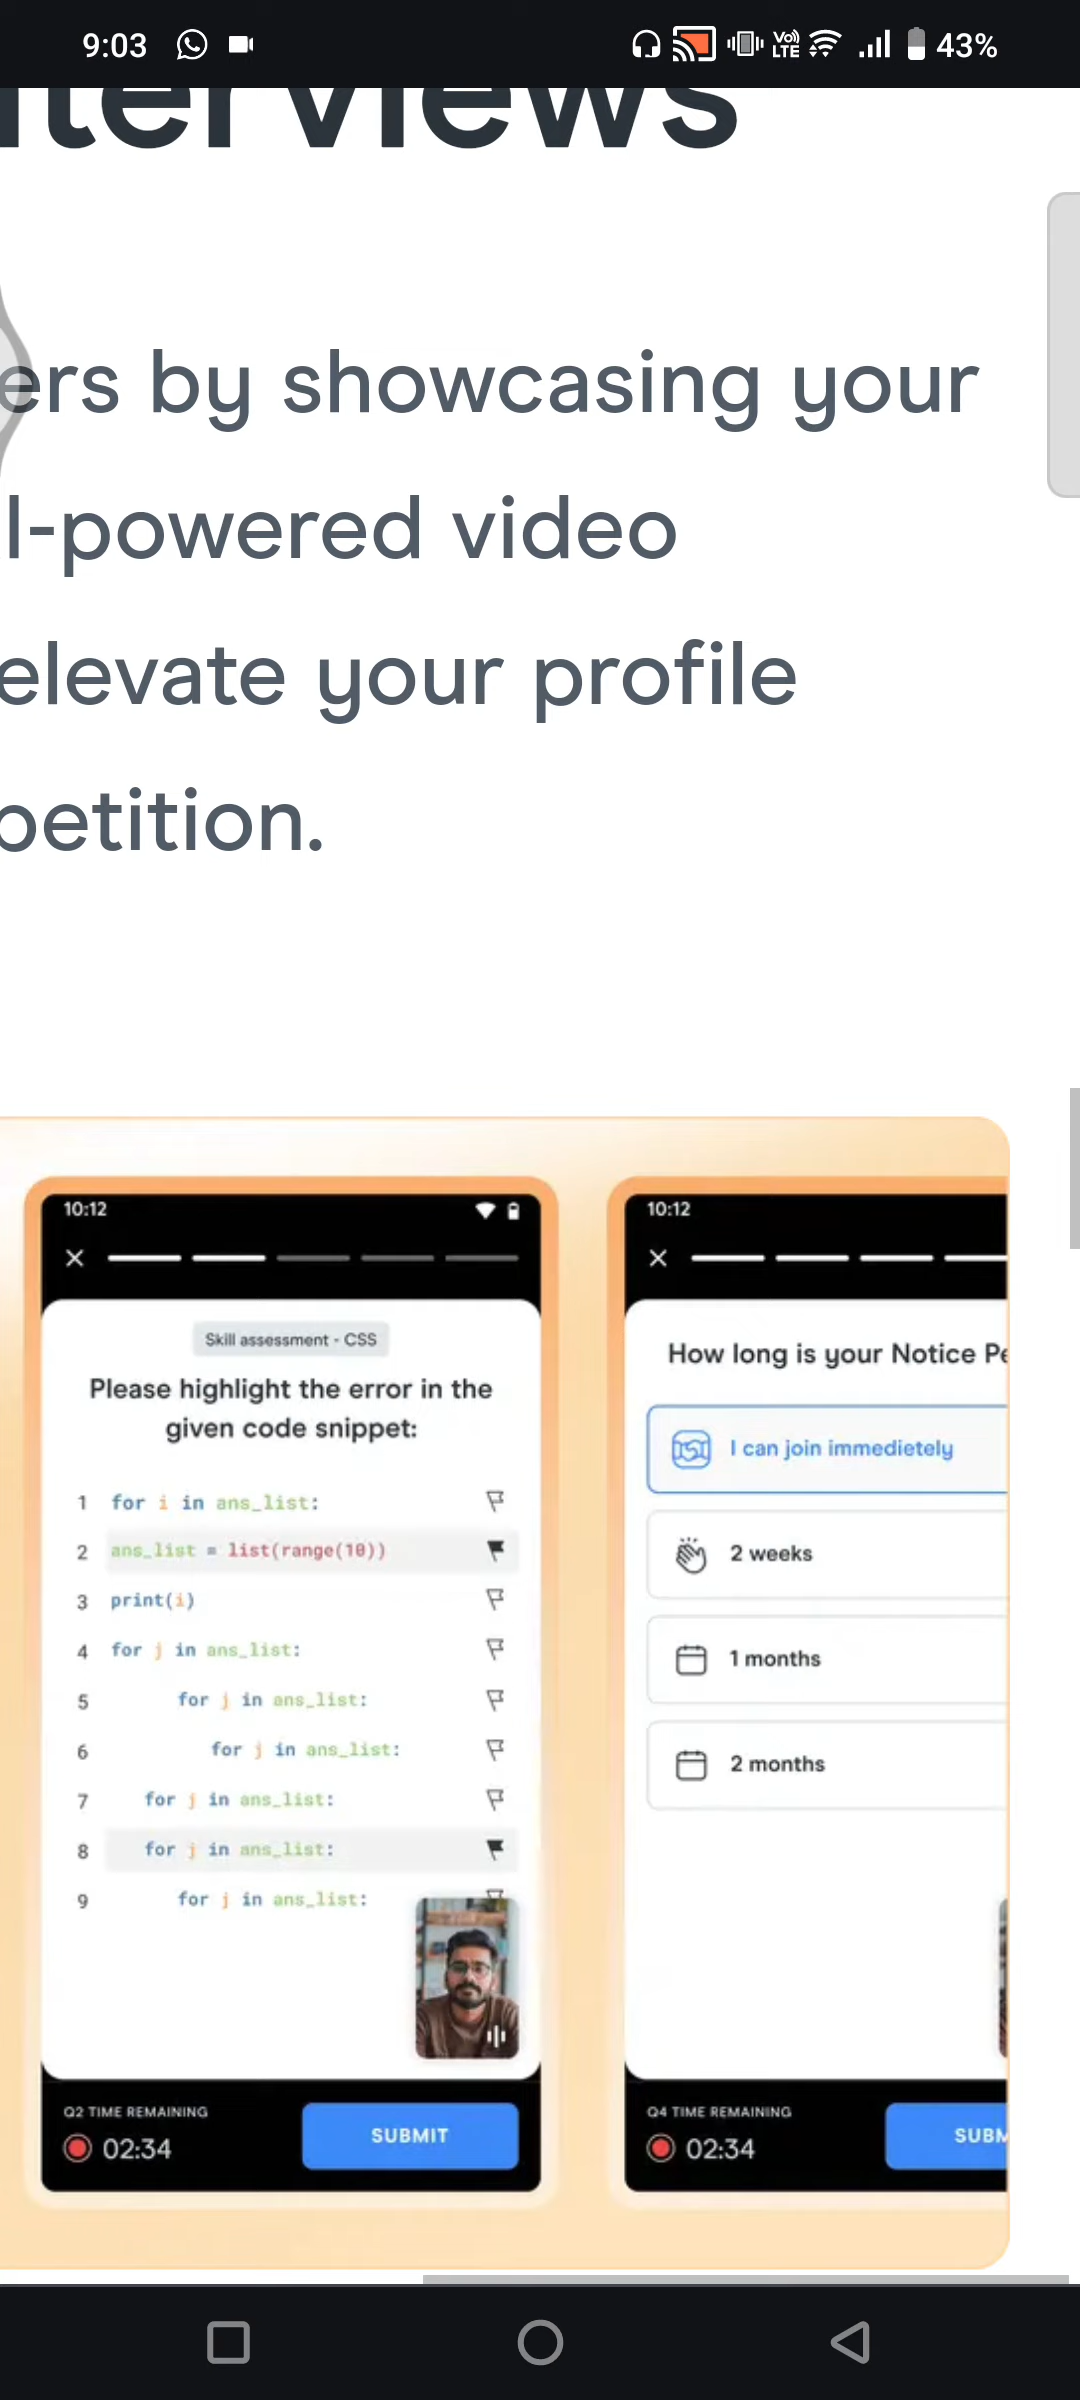 9:03
Vo)) LTE
43%
nterviews
ers by showcasing your
I-powered video
elevate your profile
petition.
10:12
Skill assessment - CSS
Please highlight the error in the
given code snippet:
1 for i in ans_list:
2 ans_list = list(range(10))
3 print(i)
4 for j in ans_list:
5 for j in ans_list:
6 for j in ans_list:
7 for j in ans_list:
8 for j in ans_list:
9 for j in ans_list:
Q2 TIME REMAINING
02:34
SUBMIT
10:12
How long is your Notice Pe
I can join immedietely
2 weeks
1 months
2 months
Q4 TIME REMAINING
02:34
SUBM